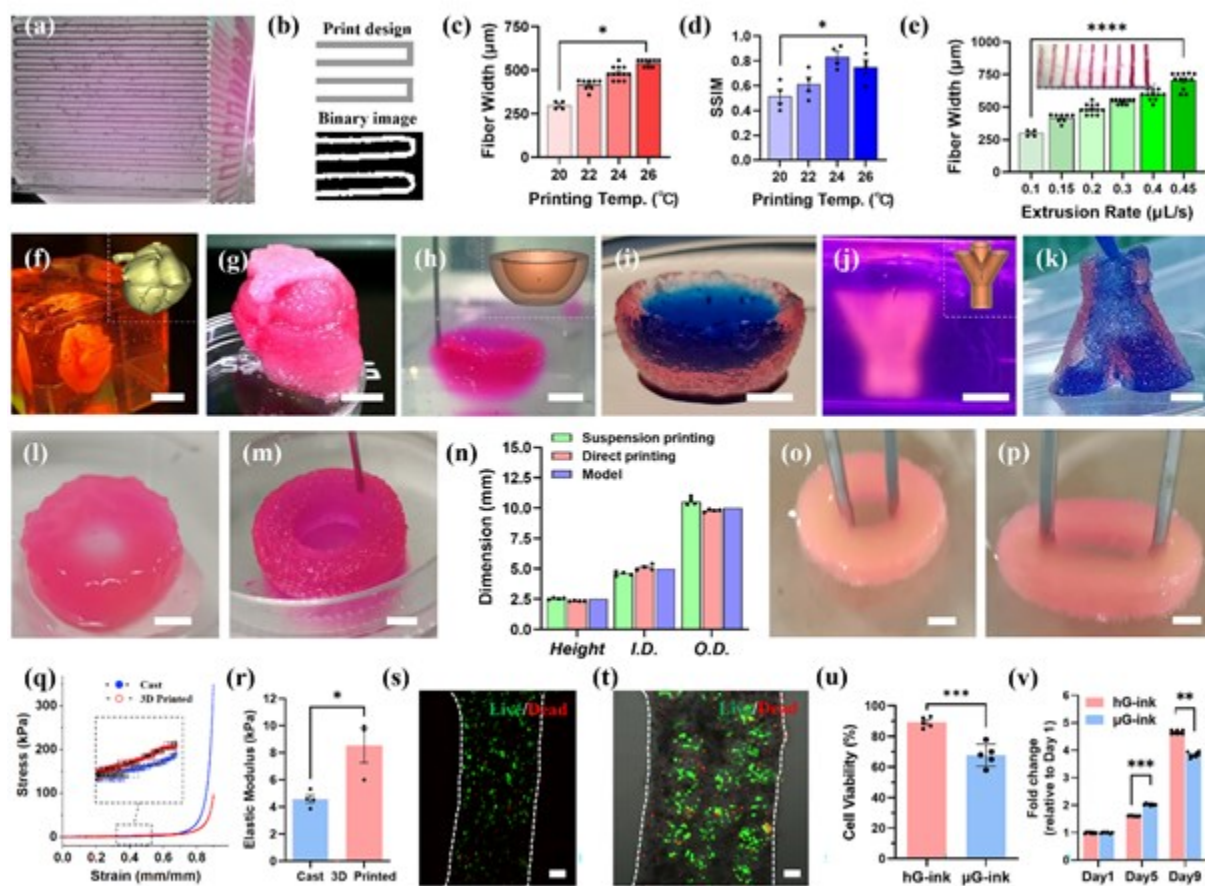 (a)
(b)
Print design
Binary image
(c)
Fiber Width (µm)
1000
500
0
*
20 22 24 26
Printing Temp. (℃)
(d)
SSIM
1.0
0.8
0.6
0.4
0.2
0.0
*
20 22 24 26
Printing Temp. (℃)
(e)
Fiber Width (µm)
1000
750
500
250
0
****
0.1 0.15 0.2 0.3 0.4 0.45
Extrusion Rate (µL/s)
(f)
(g)
(h)
(i)
(j)
(k)
(l)
(m)
(n)
Suspension printing
Direct printing
Model
Dimension (mm)
15.0
12.5
10.0
7.5
5.0
2.5
0.0
Height I.D. O.D.
(o)
(p)
(q)
Cast
3D Printed
Stress (kPa)
400
300
200
100
0
0.0 0.2 0.4 0.6 0.8
Strain (mm/mm)
(r)
Elastic Modulus (kPa)
12
10
8
6
4
2
0
*
Cast 3D Printed
(s)
Live/Dead
(t)
Live/Dead
(u)
Cell Viability (%)
100
80
60
40
20
0
***
hG-ink µG-ink
(v)
hG-ink
µG-ink
Fold change
(relative to Day 1)
6
5
4
3
2
1
0
***
**
Day1 Day5 Day9